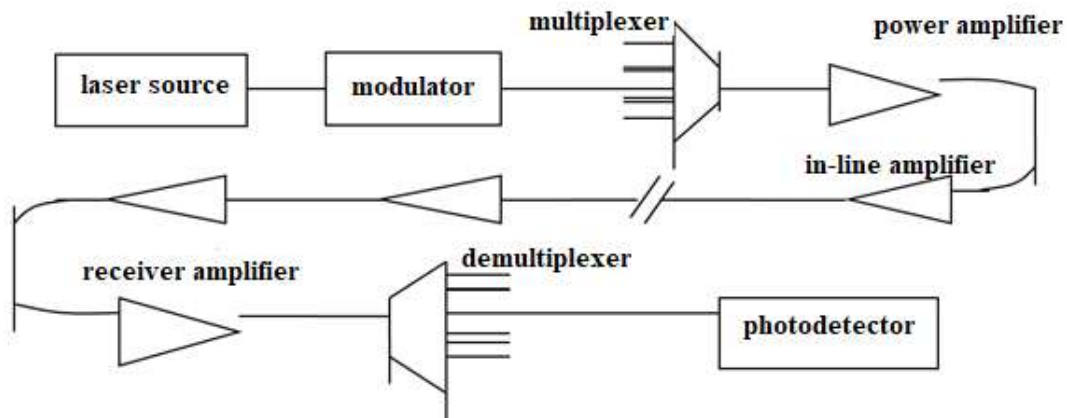 multiplexer
power amplifier
laser source
modulator
in-line amplifier
receiver amplifier
demultiplexer
photodetector